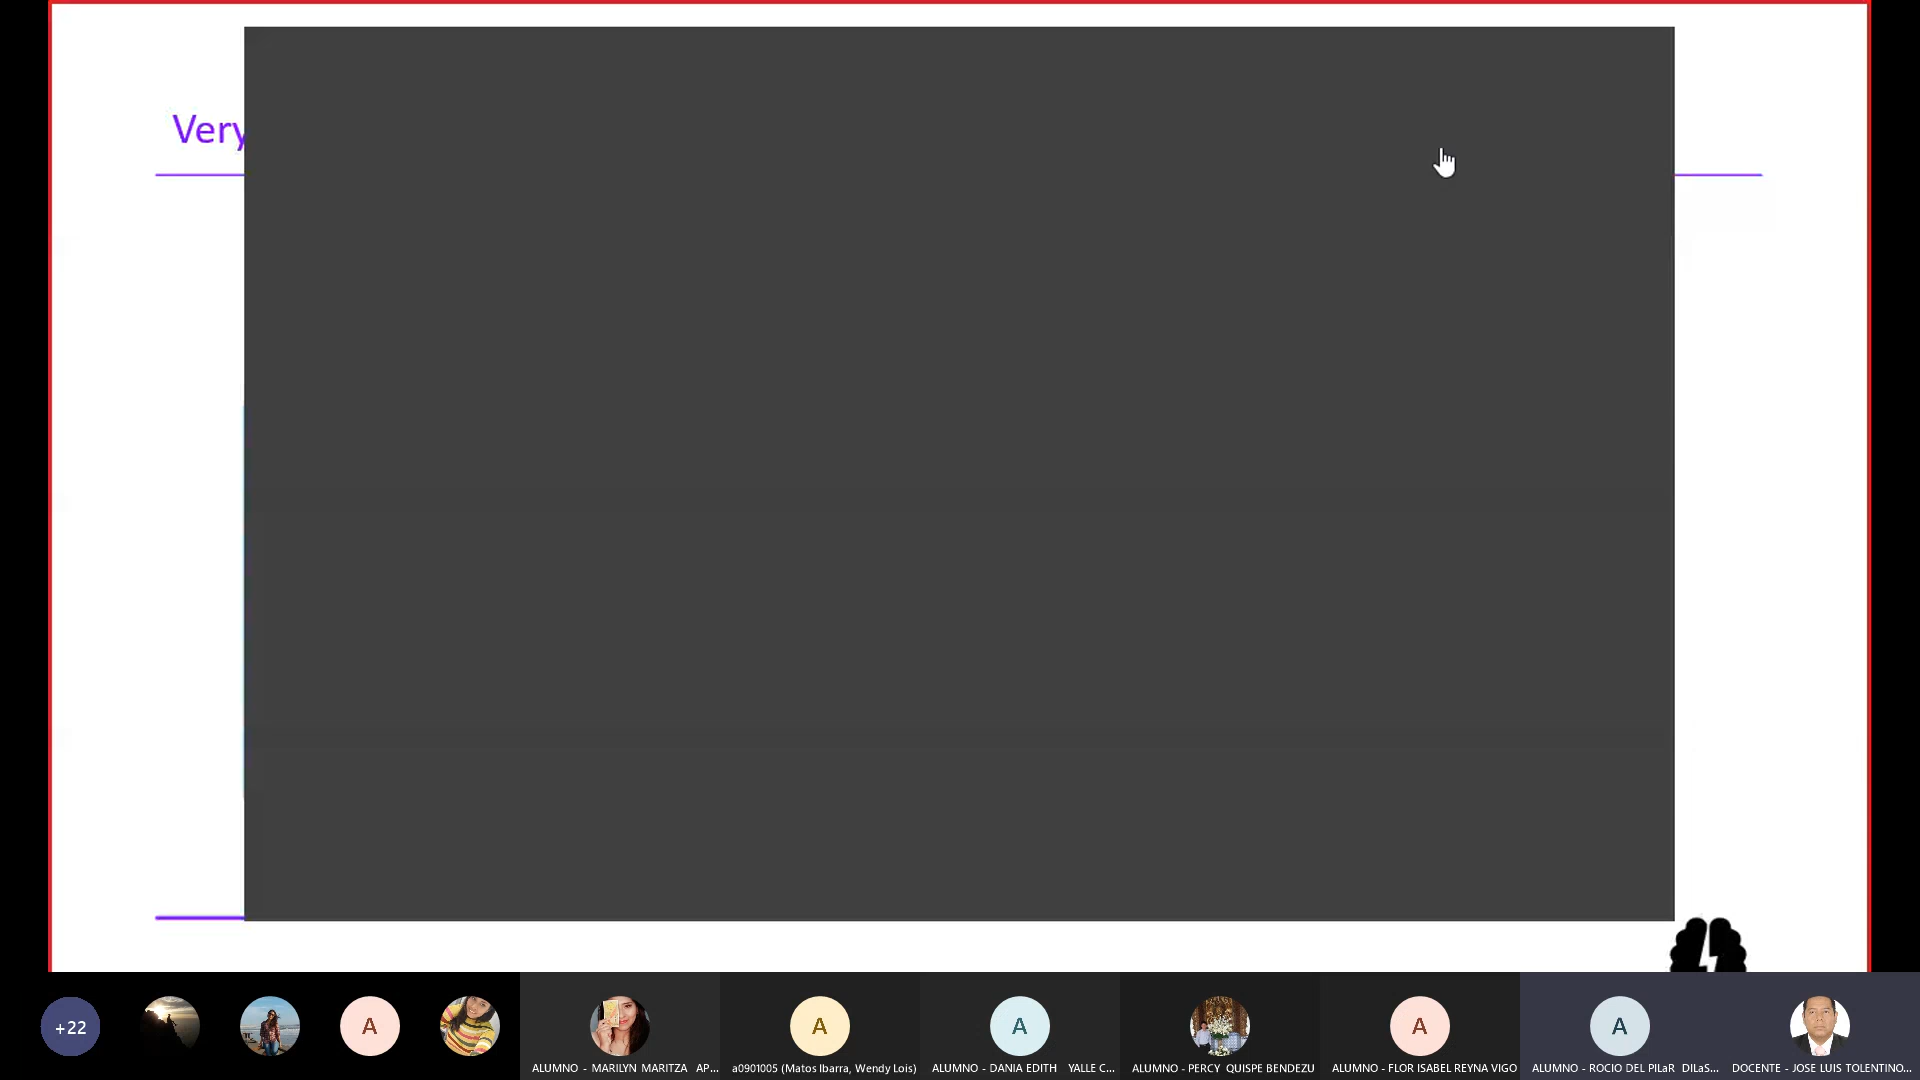 Very
+22
A
ALUMNO - MARILYN MARITZA AP...
A
a0901005 (Matos Ibarra, Wendy Lois)
A
ALUMNO - DANIA EDITH YALLE C...
ALUMNO - PERCY QUISPE BENDEZU
A
ALUMNO - FLOR ISABEL REYNA VIGO
A
ALUMNO - ROCIO DEL PILaR DILaS...
DOCENTE - JOSE LUIS TOLENTINO...